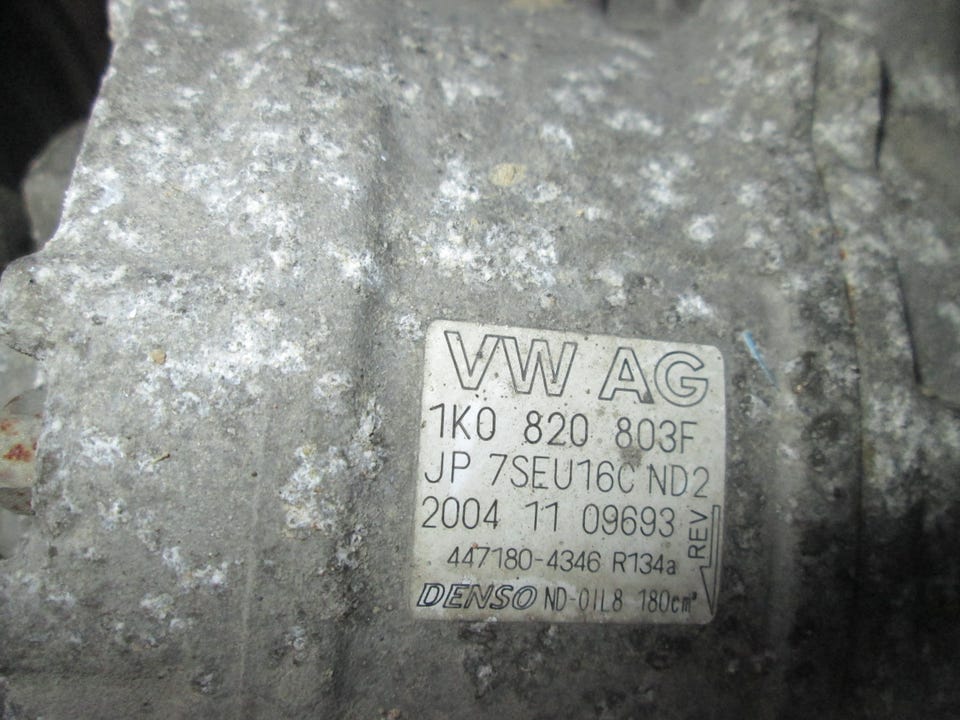 VW AG
1K0 820 803F
JP 7SEU16C ND2
2004 11 09693
REV
447180-4346 R134a
DENSO ND-OIL8 180cm³